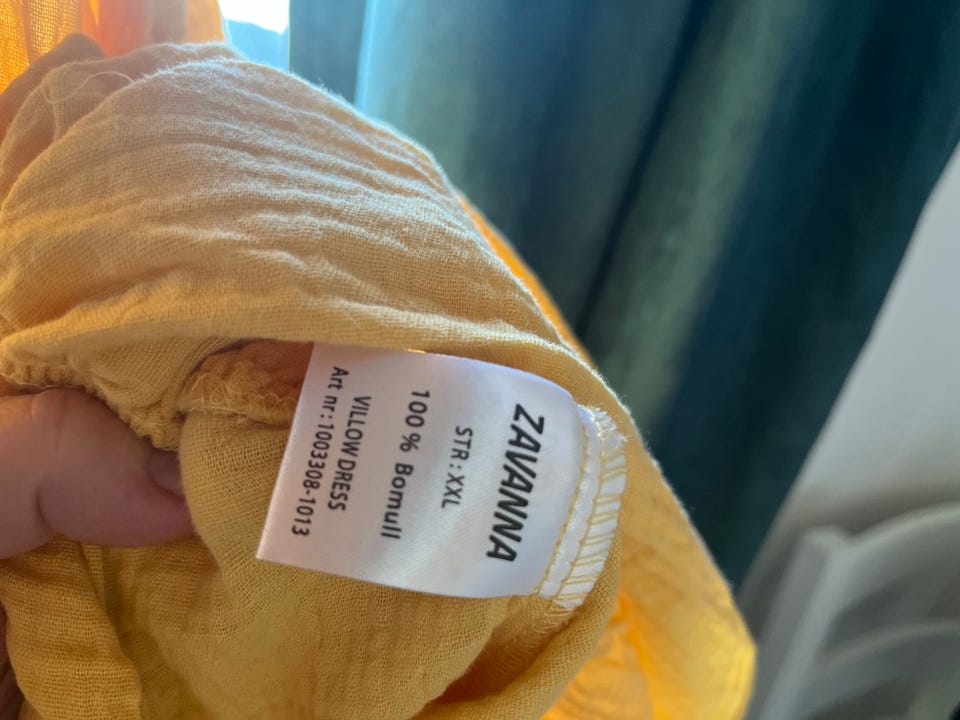 ZAVANNA
STR:XXL
100 % Bomull
VILLOW DRESS
Art nr:1003308-1013